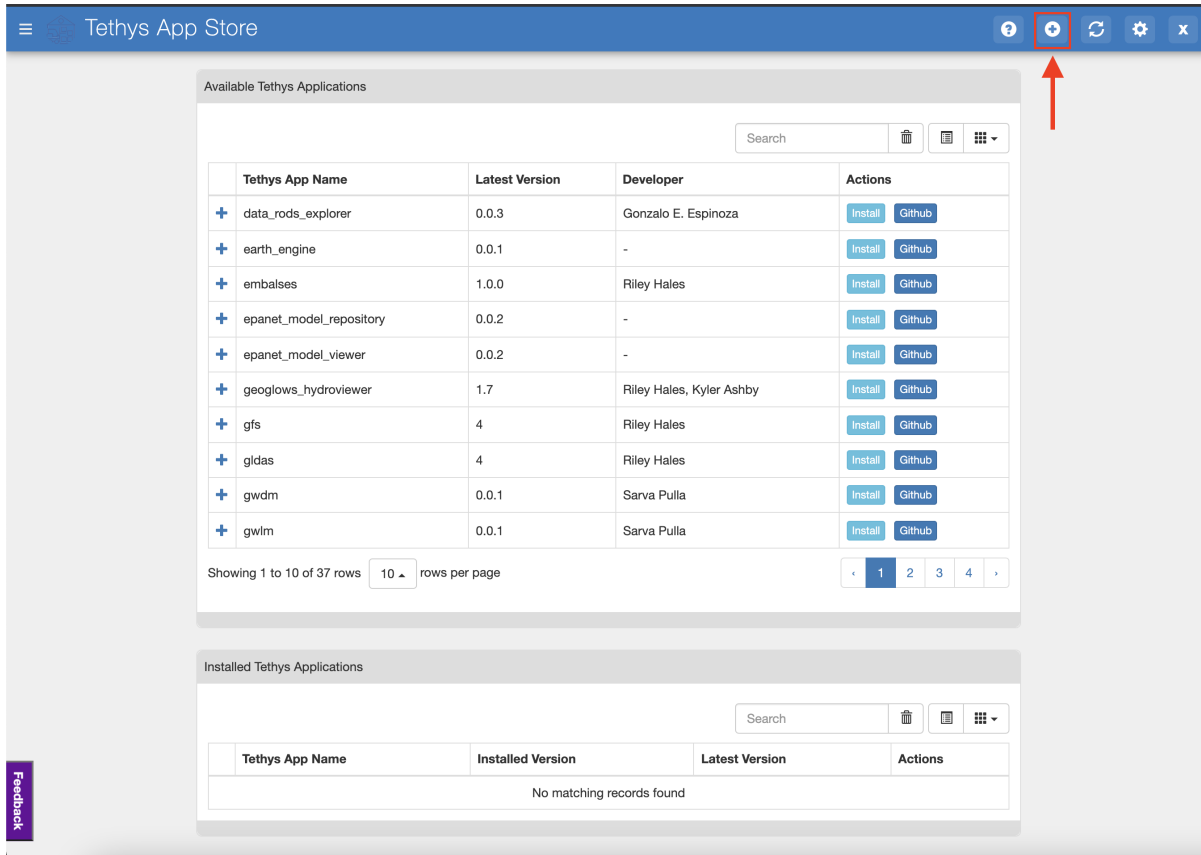 Tethys App Store
x
Available Tethys Applications
Search
Tethys App Name Latest Version Developer Actions
data_rods_explorer 0.0.3 Gonzalo E. Espinoza Install Github
earth_engine 0.0.1 - Install Github
embalses 1.0.0 Riley Hales Install Github
epanet_model_repository 0.0.2 - Install Github
epanet_model_viewer 0.0.2 - Install Github
geoglows_hydroviewer 1.7 Riley Hales, Kyler Ashby Install Github
gfs 4 Riley Hales Install Github
gldas 4 Riley Hales Install Github
gwdm 0.0.1 Sarva Pulla Install Github
gwlm 0.0.1 Sarva Pulla Install Github
Showing 1 to 10 of 37 rows 10 rows per page ‹ 1 2 3 4 ›
Installed Tethys Applications
Search
Tethys App Name Installed Version Latest Version Actions
No matching records found
Feedback